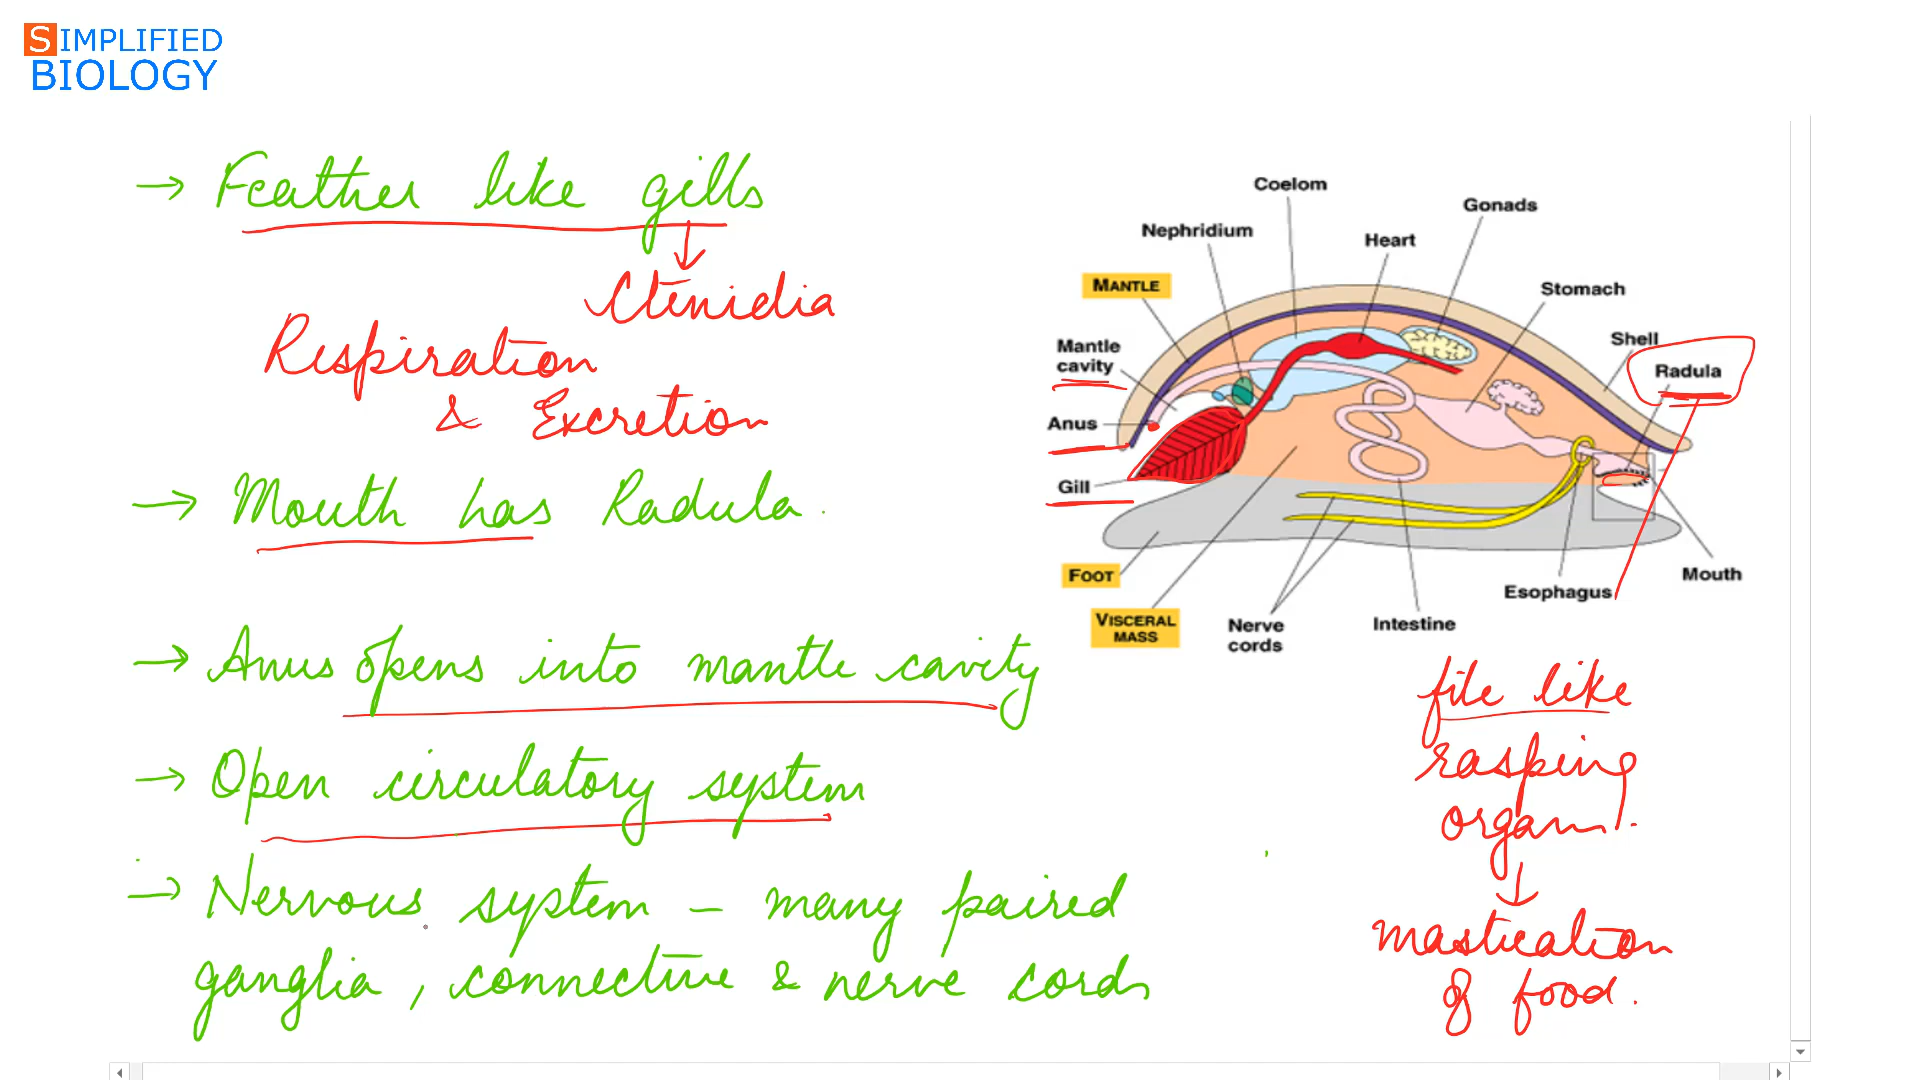 SIMPLIFIED
BIOLOGY
→ Feather like gills
Ctenidia
Respiration
& Excretion
→ Mouth has Radula.
→ Anus opens into mantle cavity
→ Open circulatory system
→ Nervous system – many paired
ganglia, connective & nerve cords
Coelom
Gonads
Nephridium
Heart
MANTLE
Stomach
Mantle
cavity
Shell
Radula
Anus
Gill
FOOT
Mouth
Esophagus
VISCERAL
MASS
Nerve
cords
Intestine
file like
rasping
organ.
↓
mastication
of food.